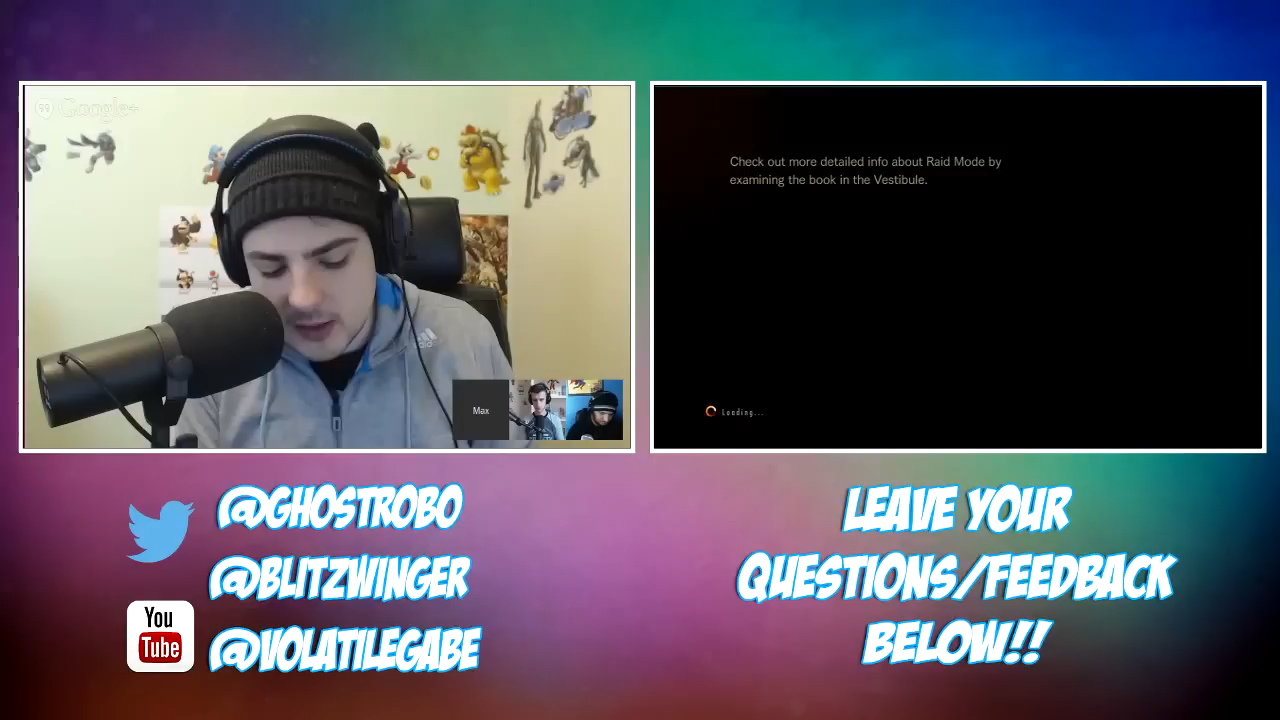 Google+
Check out more detailed info about Raid Mode by
examining the book in the Vestibule.
Max
Loading...
@GHOSTROBO
@BLITZWINGER
You
Tube
@VOLATILEGABE
LEAVE YOUR
QUESTIONS/FEEDBACK
BELOW!!